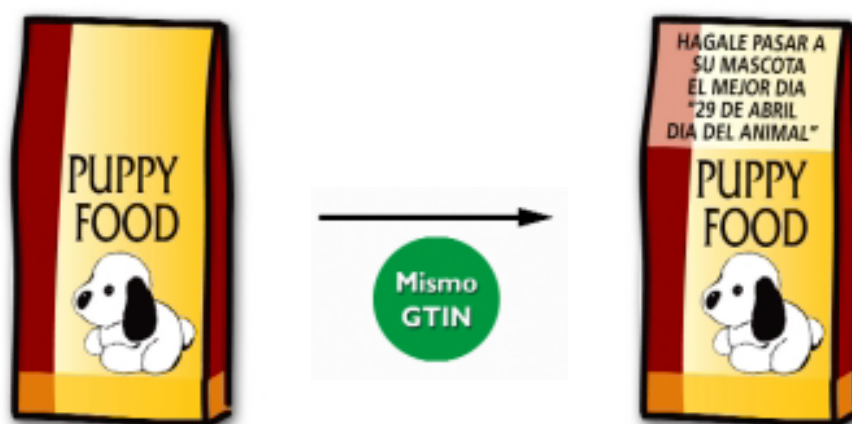 PUPPY
FOOD
Mismo
GTIN
HAGALE PASAR A
SU MASCOTA
EL MEJOR DIA
"29 DE ABRIL
DIA DEL ANIMAL"
PUPPY
FOOD